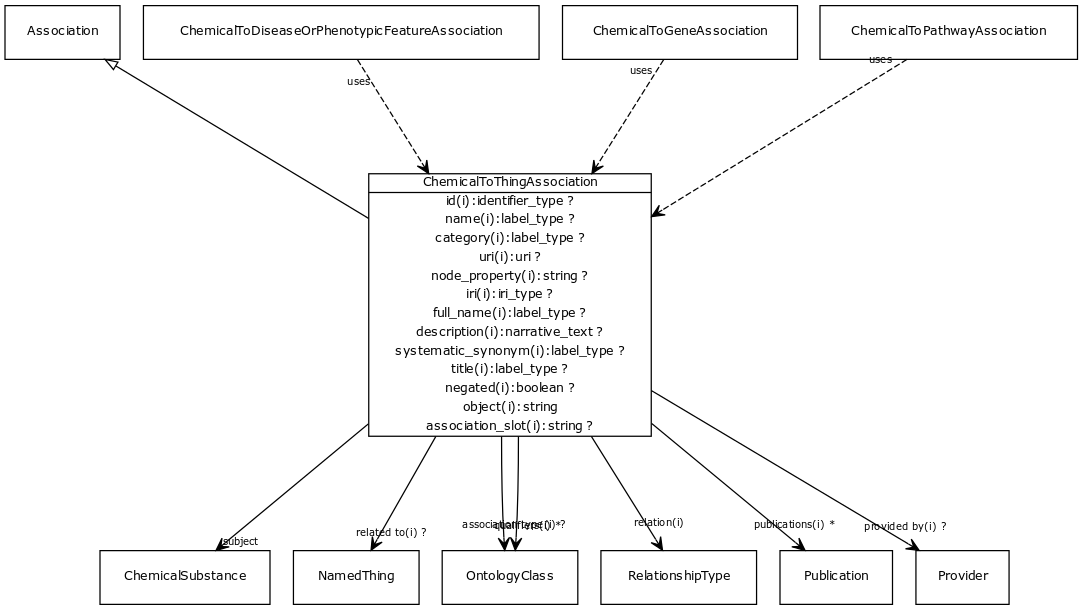 Association
ChemicalToDiseaseOrPhenotypicFeatureAssociation
ChemicalToGeneAssociation
ChemicalToPathwayAssociation
uses
uses
uses
ChemicalToThingAssociation
id(i):identifier_type ?
name(i):label_type ?
category(i):label_type ?
uri(i):uri ?
node_property(i):string ?
iri(i):iri_type ?
full_name(i):label_type ?
description(i):narrative_text ?
systematic_synonym(i):label_type ?
title(i):label_type ?
negated(i):boolean ?
object(i):string
association_slot(i):string ?
subject
related to(i) ?
association type(i) ?
qualifiers(i) *
relation(i)
publications(i) *
provided by(i) ?
ChemicalSubstance
NamedThing
OntologyClass
RelationshipType
Publication
Provider